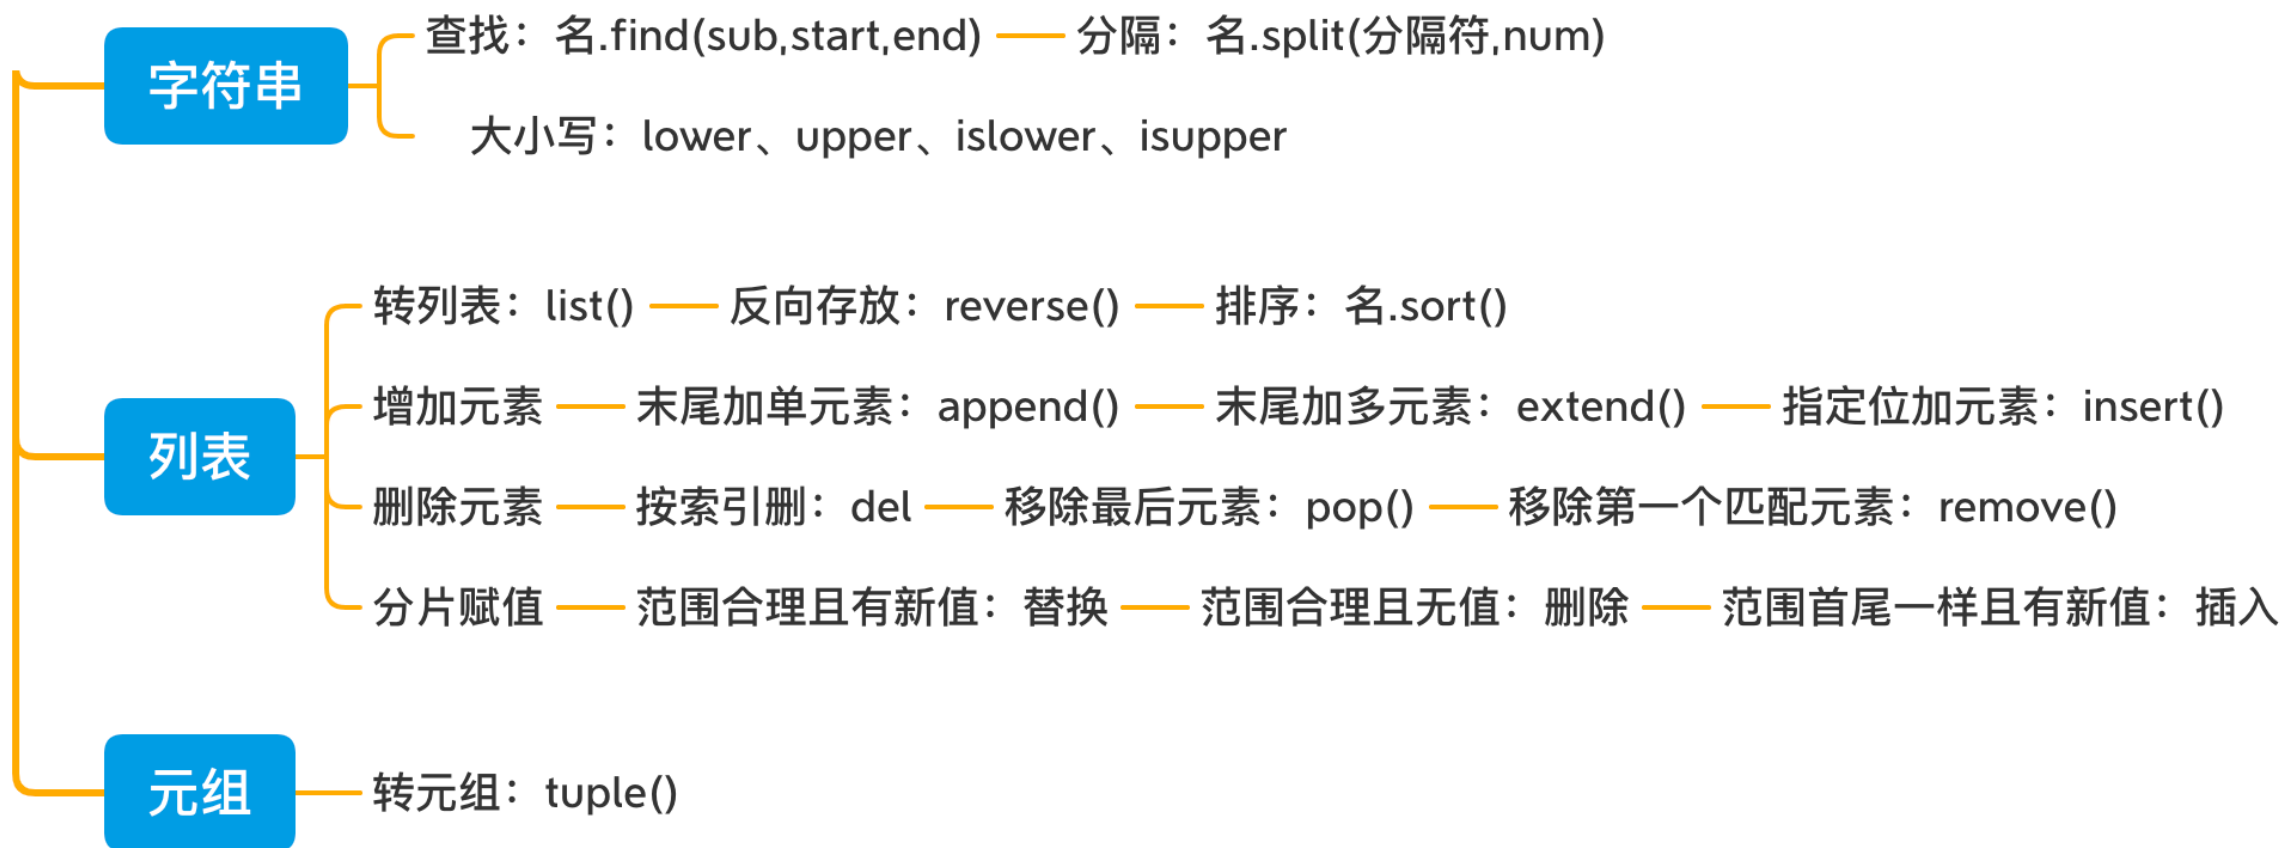 字符串
查找：名.find(sub,start,end) 分隔：名.split(分隔符,num)
大小写：lower、upper、islower、isupper
列表
转列表：list() 反向存放：reverse() 排序：名.sort()
增加元素 末尾加单元素：append() 末尾加多元素：extend() 指定位加元素：insert()
删除元素 按索引删：del 移除最后元素：pop() 移除第一个匹配元素：remove()
分片赋值 范围合理且有新值：替换 范围合理且无值：删除 范围首尾一样且有新值：插入
元组
转元组：tuple()